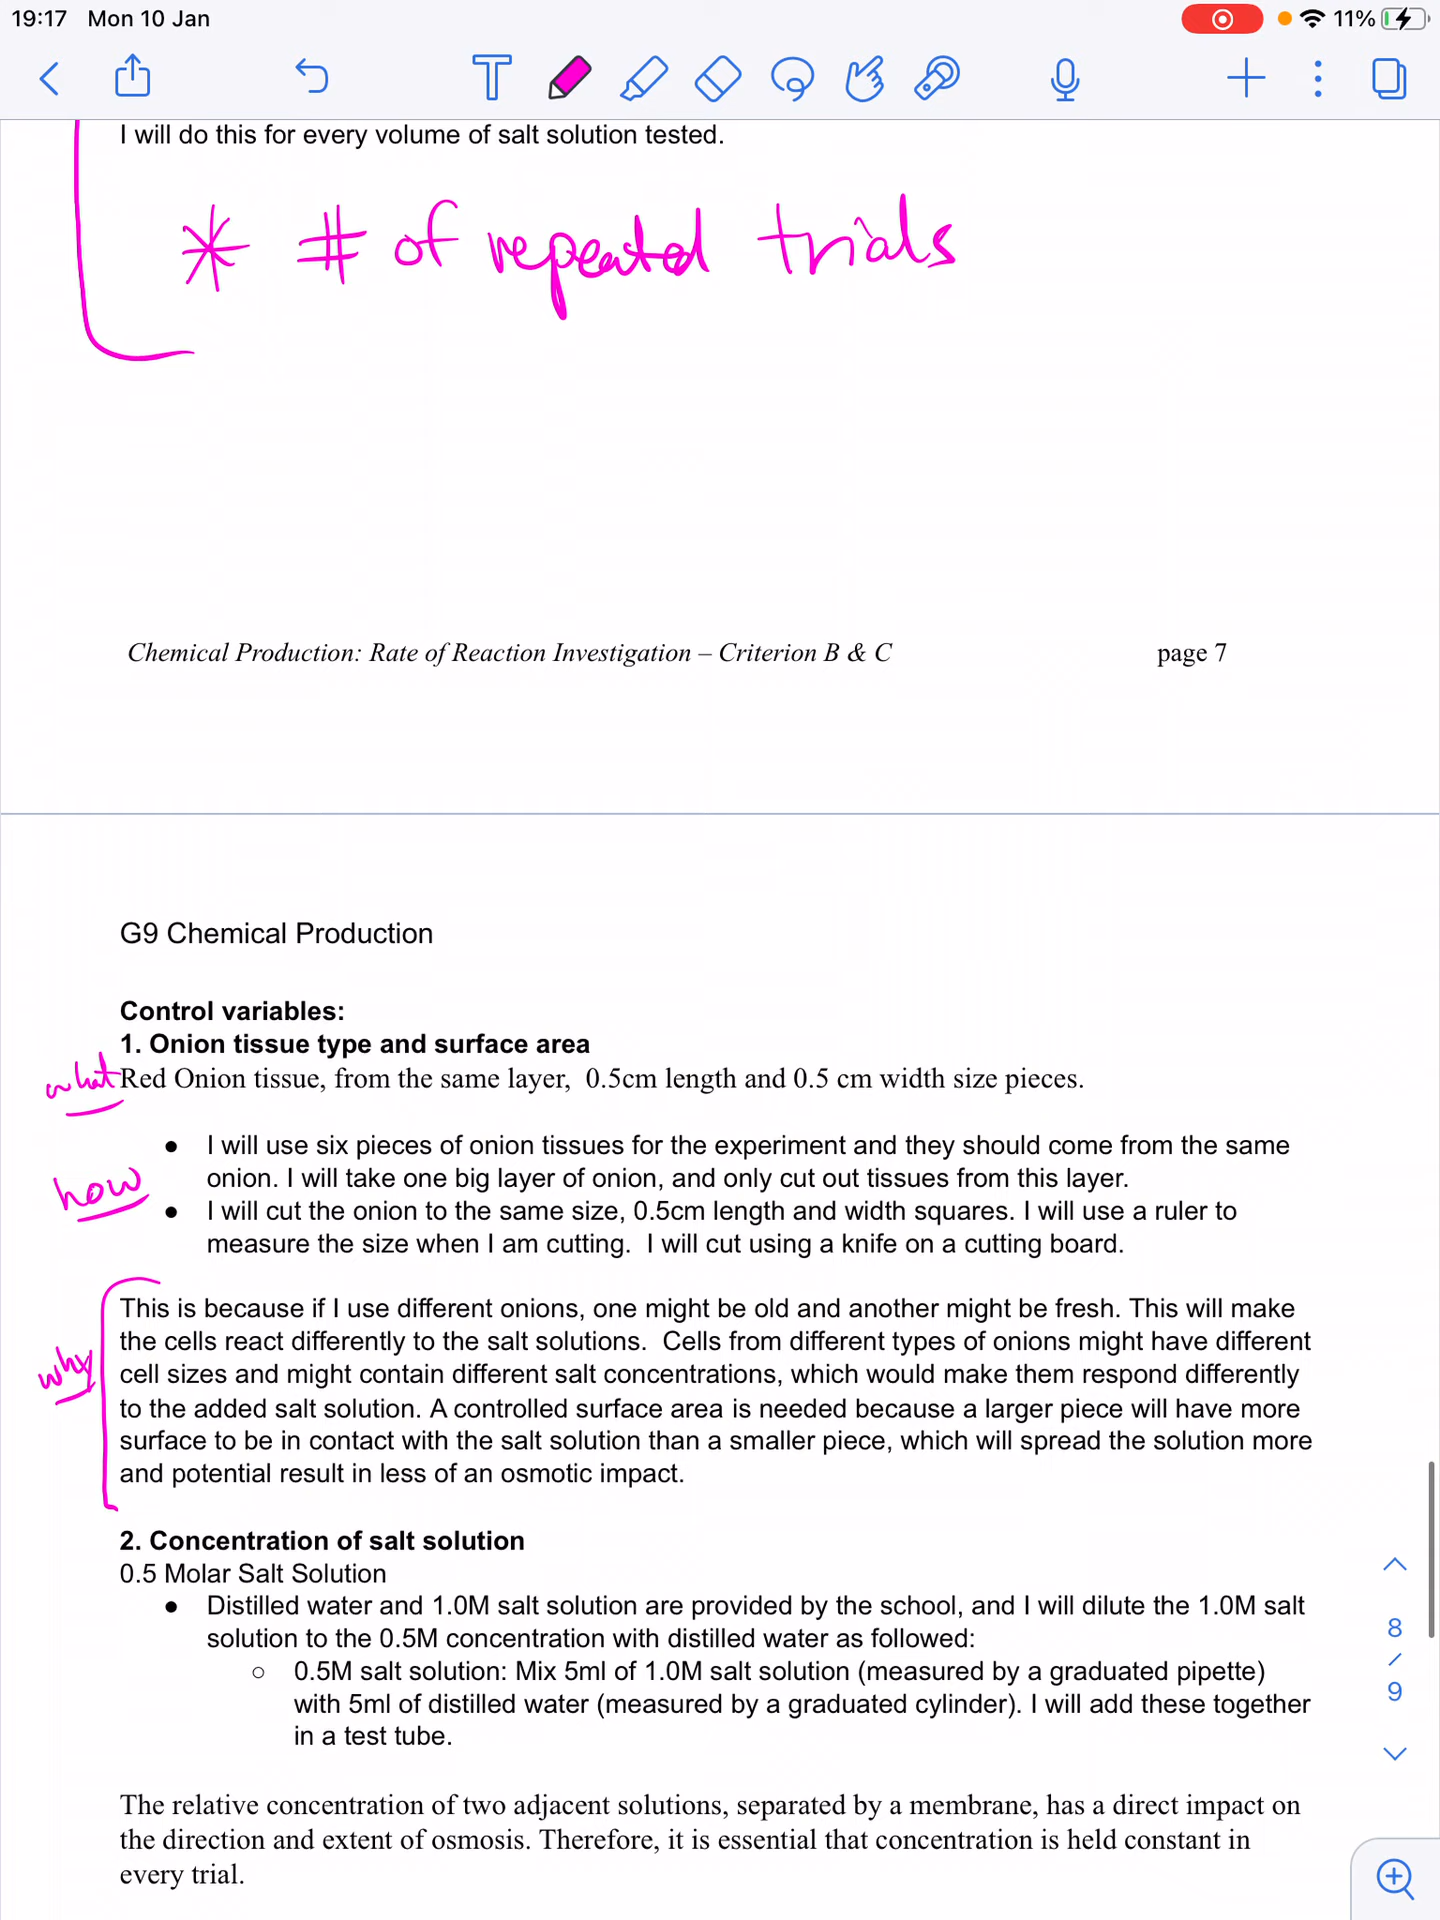 19:17 Mon 10 Jan 11%
I will do this for every volume of salt solution tested.
* # of repeated trials
Chemical Production: Rate of Reaction Investigation – Criterion B & C page 7
G9 Chemical Production
Control variables:
1. Onion tissue type and surface area
what Red Onion tissue, from the same layer, 0.5cm length and 0.5 cm width size pieces.
● I will use six pieces of onion tissues for the experiment and they should come from the same
how onion. I will take one big layer of onion, and only cut out tissues from this layer.
● I will cut the onion to the same size, 0.5cm length and width squares. I will use a ruler to
measure the size when I am cutting. I will cut using a knife on a cutting board.
This is because if I use different onions, one might be old and another might be fresh. This will make
the cells react differently to the salt solutions. Cells from different types of onions might have different
why cell sizes and might contain different salt concentrations, which would make them respond differently
to the added salt solution. A controlled surface area is needed because a larger piece will have more
surface to be in contact with the salt solution than a smaller piece, which will spread the solution more
and potential result in less of an osmotic impact.
2. Concentration of salt solution
0.5 Molar Salt Solution
● Distilled water and 1.0M salt solution are provided by the school, and I will dilute the 1.0M salt
solution to the 0.5M concentration with distilled water as followed:
○ 0.5M salt solution: Mix 5ml of 1.0M salt solution (measured by a graduated pipette)
with 5ml of distilled water (measured by a graduated cylinder). I will add these together
in a test tube.
The relative concentration of two adjacent solutions, separated by a membrane, has a direct impact on
the direction and extent of osmosis. Therefore, it is essential that concentration is held constant in
every trial.
8
/
9